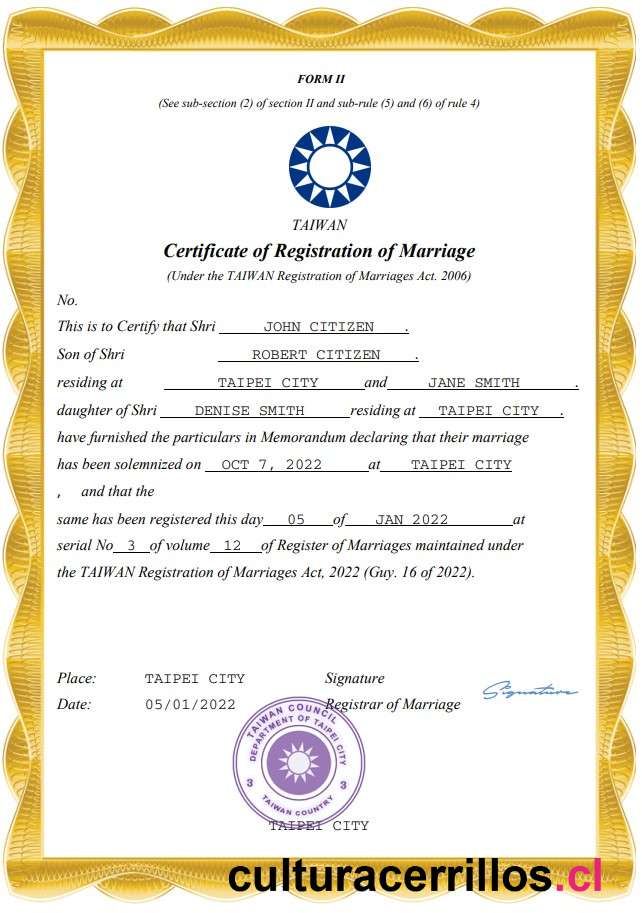 FORM II
(See sub-section (2) of section II and sub-rule (5) and (6) of rule 4)
TAIWAN
Certificate of Registration of Marriage
(Under the TAIWAN Registration of Marriages Act. 2006)
No.
This is to Certify that Shri JOHN CITIZEN .
Son of Shri ROBERT CITIZEN .
residing at TAIPEI CITY and JANE SMITH .
daughter of Shri DENISE SMITH residing at TAIPEI CITY .
have furnished the particulars in Memorandum declaring that their marriage
has been solemnized on OCT 7, 2022 at TAIPEI CITY
, and that the
same has been registered this day 05 of JAN 2022 at
serial No 3 of volume 12 of Register of Marriages maintained under
the TAIWAN Registration of Marriages Act, 2022 (Guy. 16 of 2022).
Place: TAIPEI CITY Signature
Signature
Date: 05/01/2022 Registrar of Marriage
TAIWAN COUNCIL
DEPARTMENT OF TAIPEI CITY
3 3
TAIWAN COUNTRY
TAIPEI CITY
culturacerrillos.cl